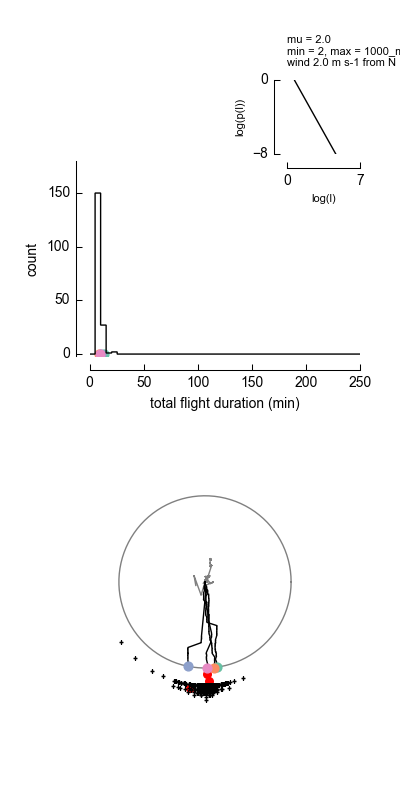 mu = 2.0
min = 2, max = 1000_m
wind 2.0 m s-1 from N
0
log(p(l))
−8
0 7
log(l)
150
100
count
50
0
0 50 100 150 200 250
total flight duration (min)